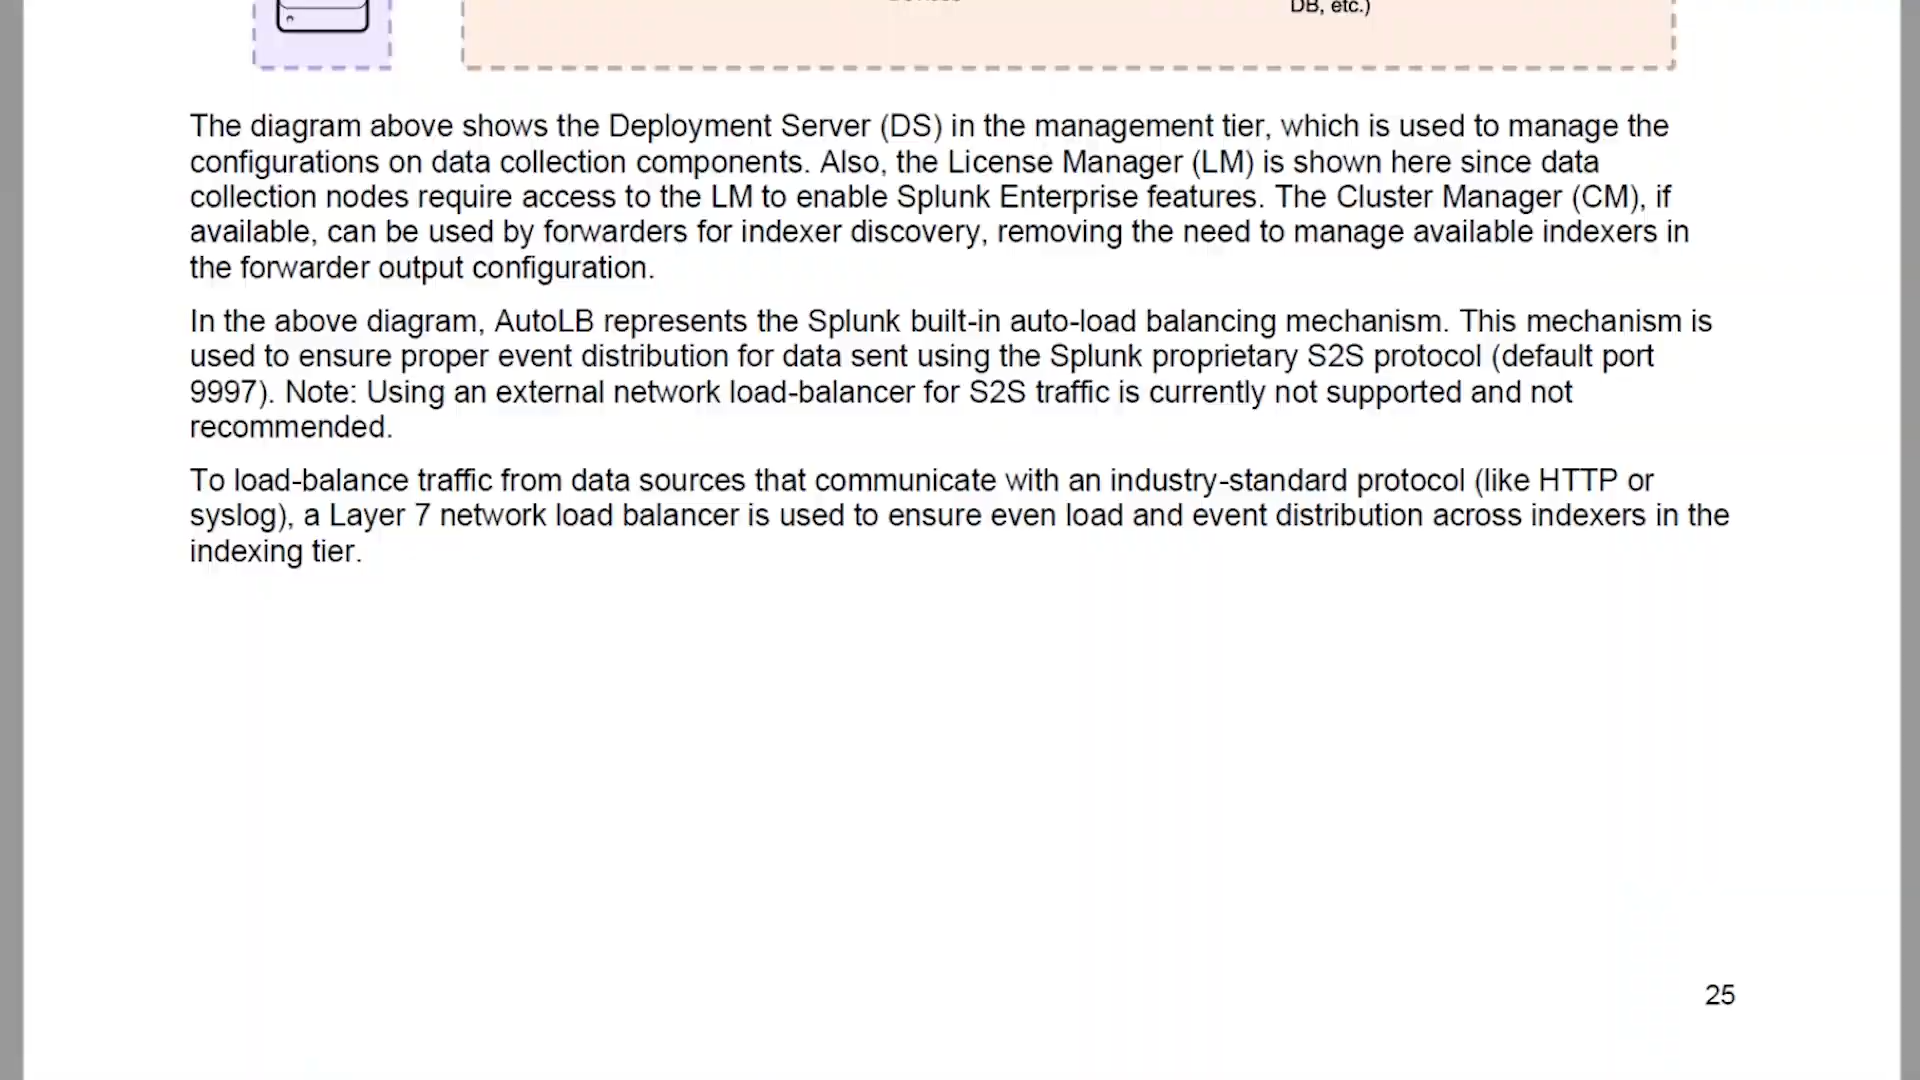 DB, etc.)
The diagram above shows the Deployment Server (DS) in the management tier, which is used to manage the
configurations on data collection components. Also, the License Manager (LM) is shown here since data
collection nodes require access to the LM to enable Splunk Enterprise features. The Cluster Manager (CM), if
available, can be used by forwarders for indexer discovery, removing the need to manage available indexers in
the forwarder output configuration.
In the above diagram, AutoLB represents the Splunk built-in auto-load balancing mechanism. This mechanism is
used to ensure proper event distribution for data sent using the Splunk proprietary S2S protocol (default port
9997). Note: Using an external network load-balancer for S2S traffic is currently not supported and not
recommended.
To load-balance traffic from data sources that communicate with an industry-standard protocol (like HTTP or
syslog), a Layer 7 network load balancer is used to ensure even load and event distribution across indexers in the
indexing tier.
25